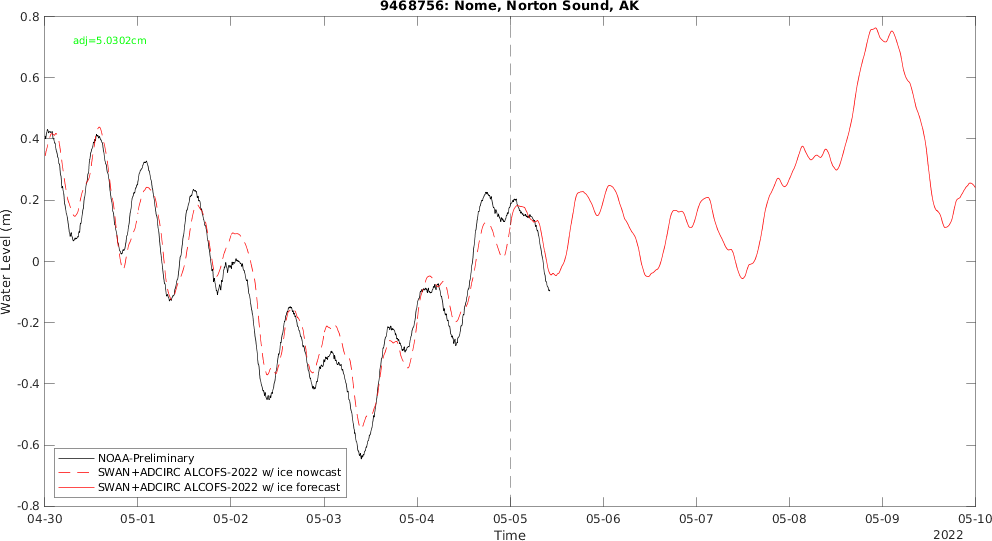 9468756: Nome, Norton Sound, AK
adj=5.0302cm
0.8
0.6
0.4
0.2
0
-0.2
-0.4
-0.6
-0.8
Water Level (m)
NOAA-Preliminary
SWAN+ADCIRC ALCOFS-2022 w/ ice nowcast
SWAN+ADCIRC ALCOFS-2022 w/ ice forecast
04-30 05-01 05-02 05-03 05-04 05-05 05-06 05-07 05-08 05-09 05-10
Time
2022